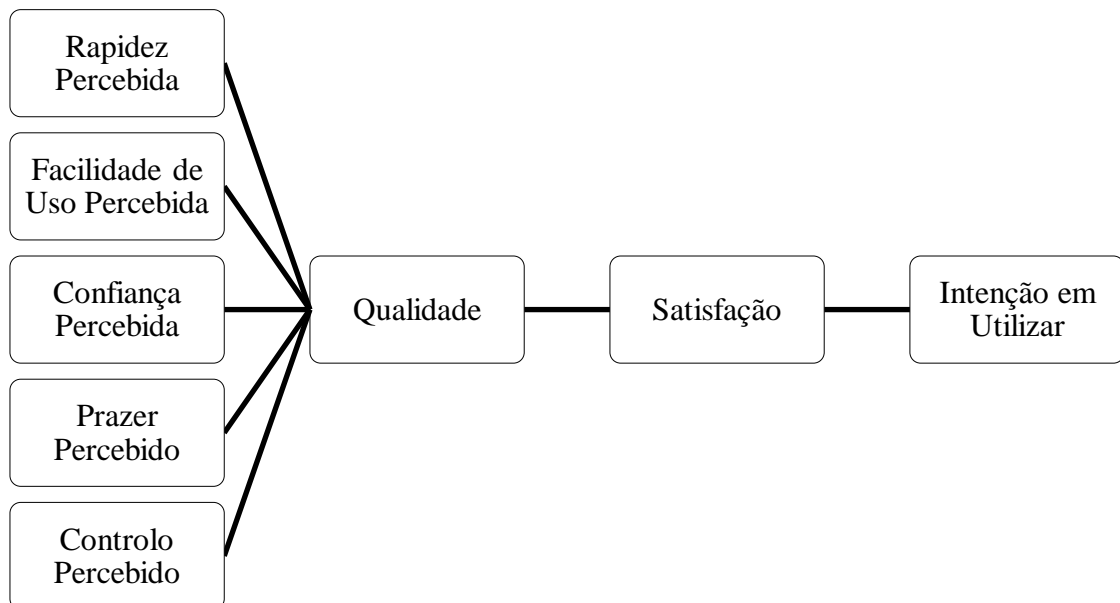 Rapidez
Percebida
Facilidade de
Uso Percebida
Confiança
Percebida
Prazer
Percebido
Controlo
Percebido
Qualidade
Satisfação
Intenção em
Utilizar